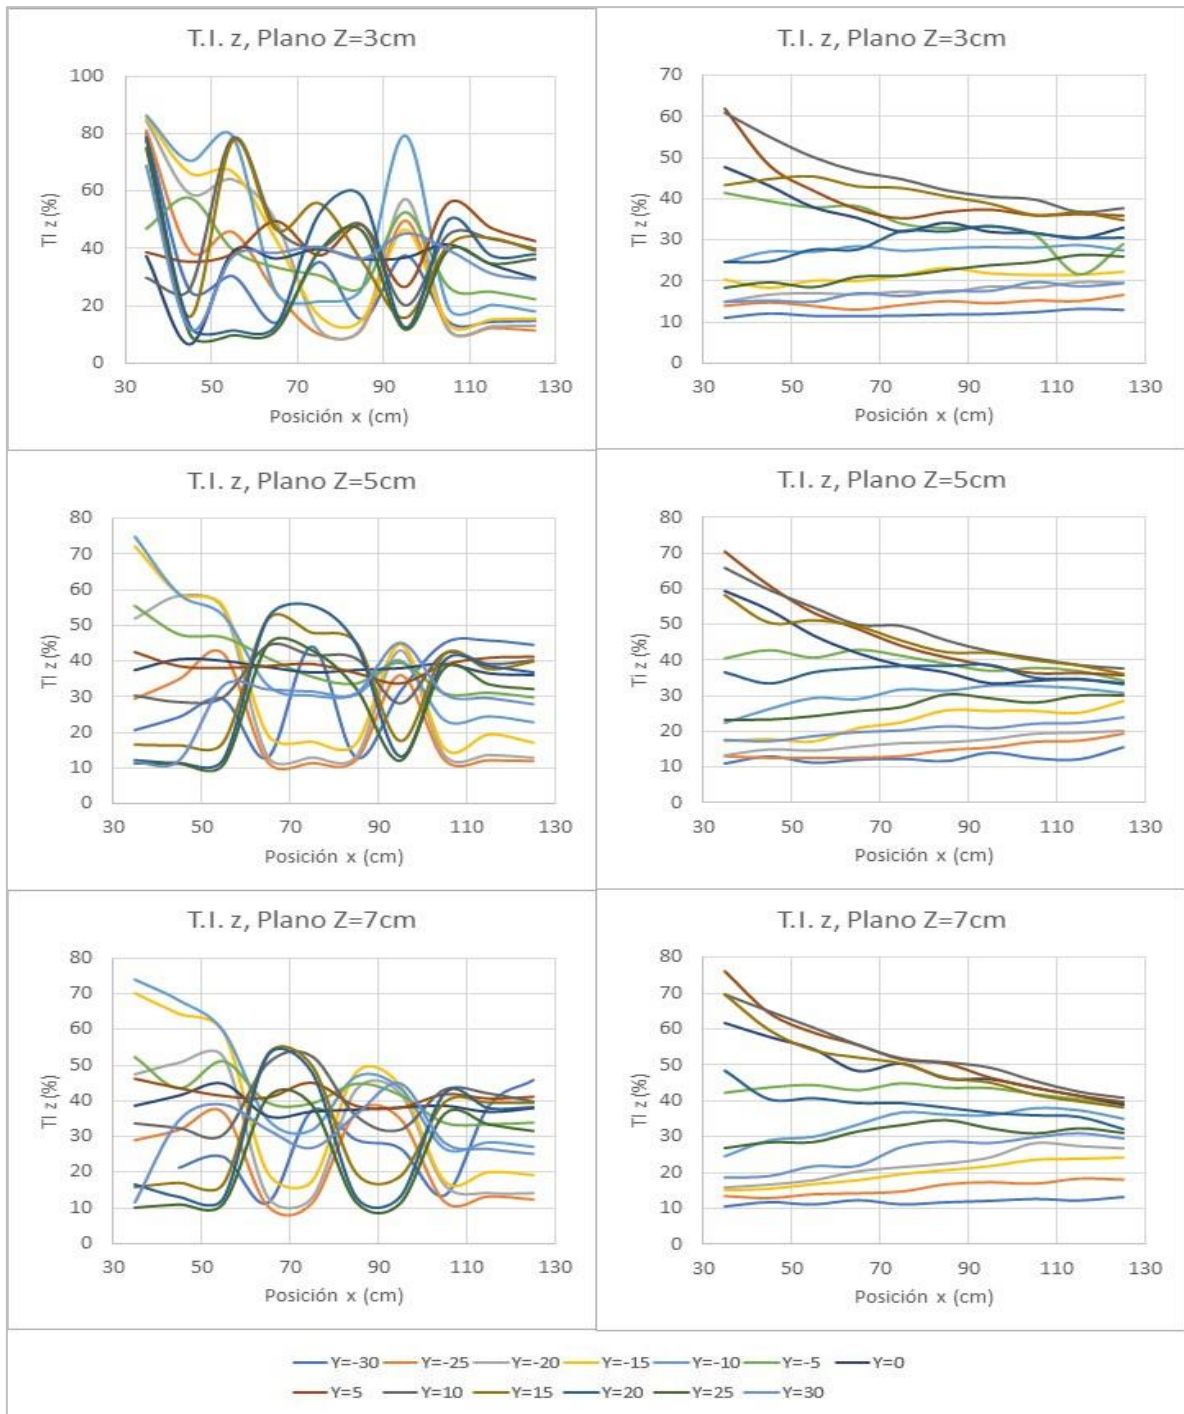 T.I. z, Plano Z=3cm
100
80
60
40
20
0
TI z (%)
30 50 70 90 110 130
Posición x (cm)
T.I. z, Plano Z=3cm
70
60
50
40
30
20
10
0
TI z (%)
30 50 70 90 110 130
Posición x (cm)
T.I. z, Plano Z=5cm
80
70
60
50
40
30
20
10
0
TI z (%)
30 50 70 90 110 130
Posición x (cm)
T.I. z, Plano Z=5cm
80
70
60
50
40
30
20
10
0
Ti z (%)
30 50 70 90 110 130
Posición x (cm)
T.I. z, Plano Z=7cm
80
70
60
50
40
30
20
10
0
TI z (%)
30 50 70 90 110 130
Posición x (cm)
T.I. z, Plano Z=7cm
80
70
60
50
40
30
20
10
0
TI z (%)
30 50 70 90 110 130
Posición x (cm)
Y=-30 Y=-25 Y=-20 Y=-15 Y=-10 Y=-5 Y=0
Y=5 Y=10 Y=15 Y=20 Y=25 Y=30